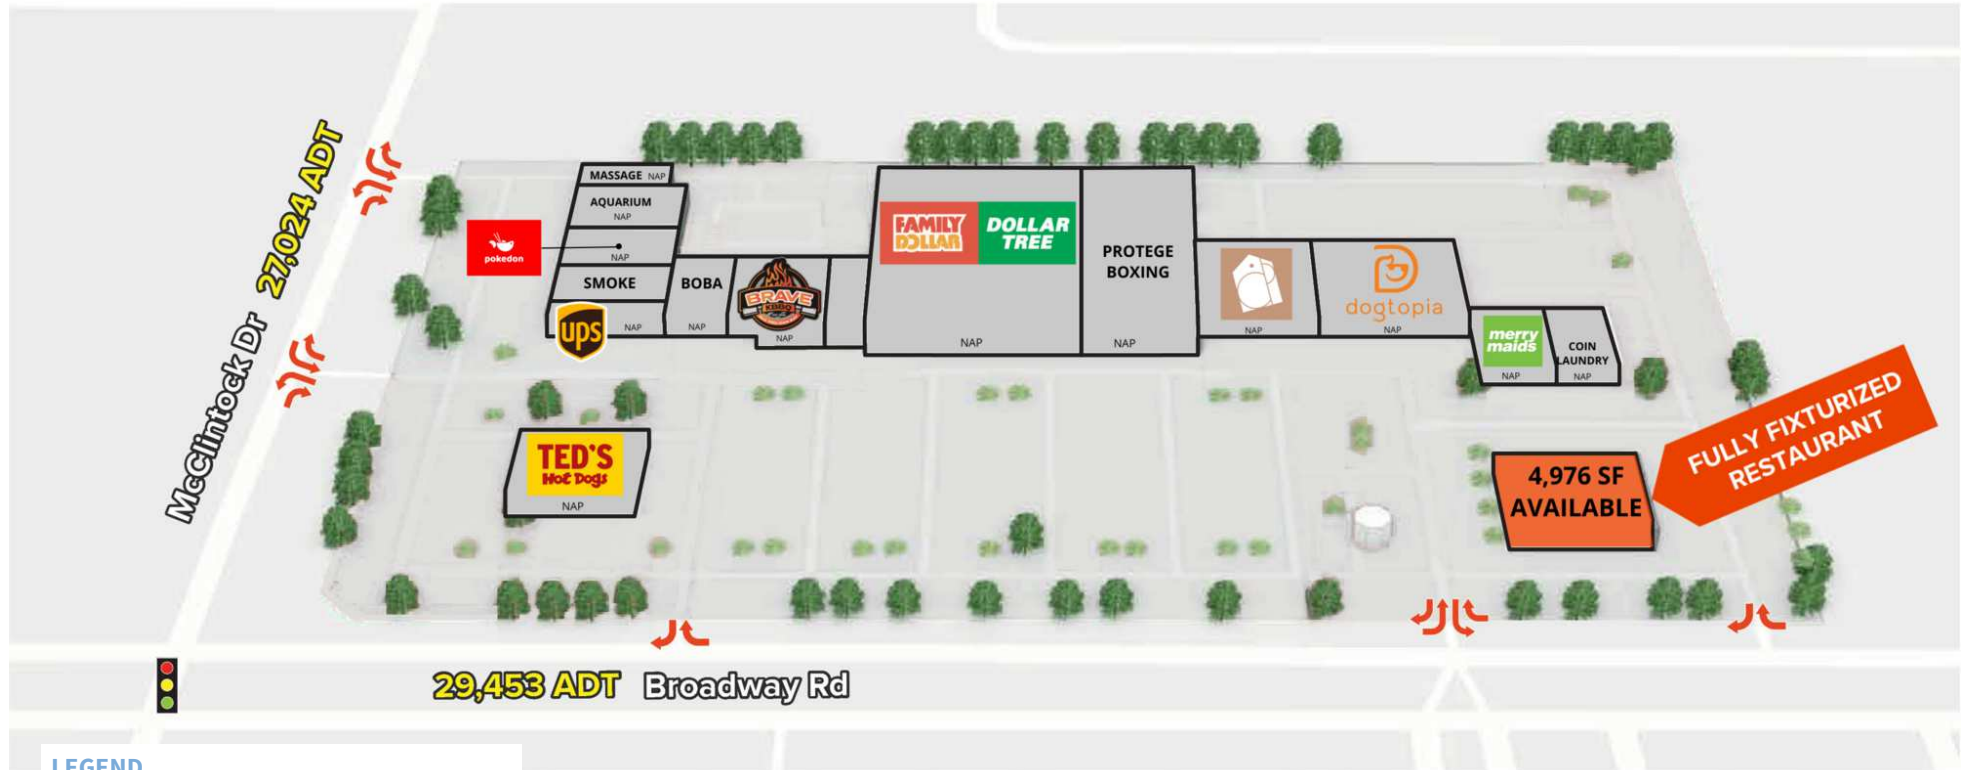 McClintock Dr 27,024 ADT
MASSAGE NAP
AQUARIUM
NAP
pokedon
NAP
SMOKE
ups
NAP
BOBA
NAP
BRAVE
NAP
FAMILY
DOLLAR
DOLLAR
TREE
NAP
PROTEGE
BOXING
NAP
NAP
dogtopia
NAP
merry
maids
NAP
COIN
LAUNDRY
NAP
TED'S
HOT DOGS
NAP
4,976 SF
AVAILABLE
FULLY FIXTURIZED
RESTAURANT
29,453 ADT Broadway Rd
LEGEND